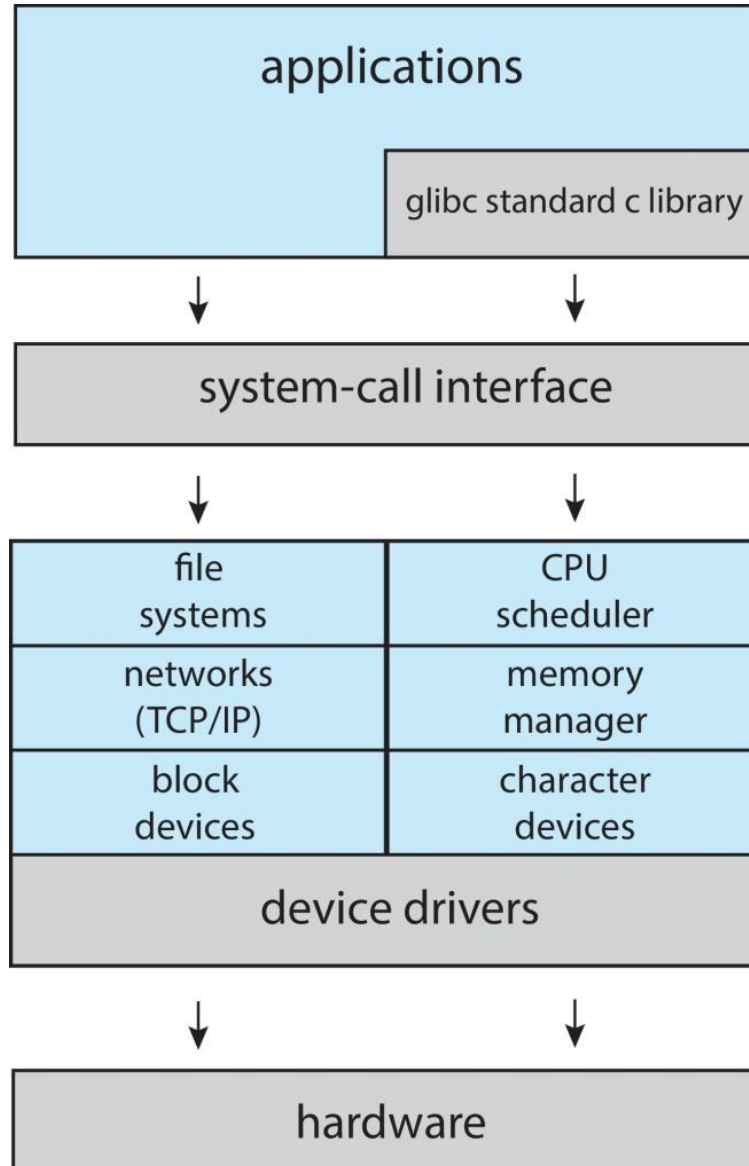 applications
glibc standard c library
system-call interface
file
systems
CPU
scheduler
networks
(TCP/IP)
memory
manager
block
devices
character
devices
device drivers
hardware